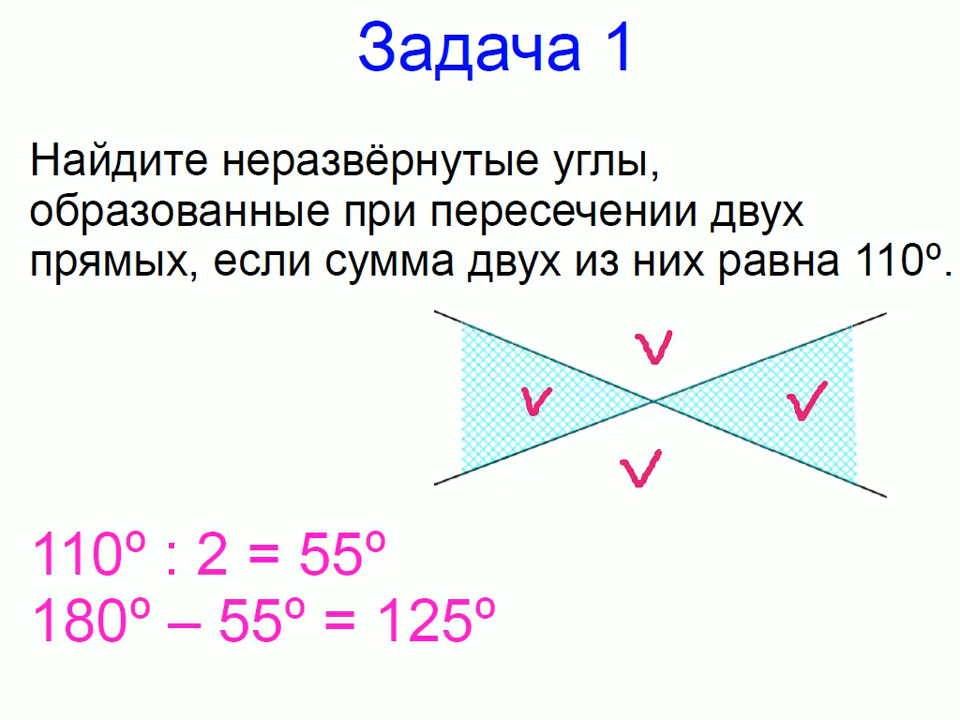 Задача 1
Найдите неразвёрнутые углы,
образованные при пересечении двух
прямых, если сумма двух из них равна 110º.
110º : 2 = 55º
180º – 55º = 125º